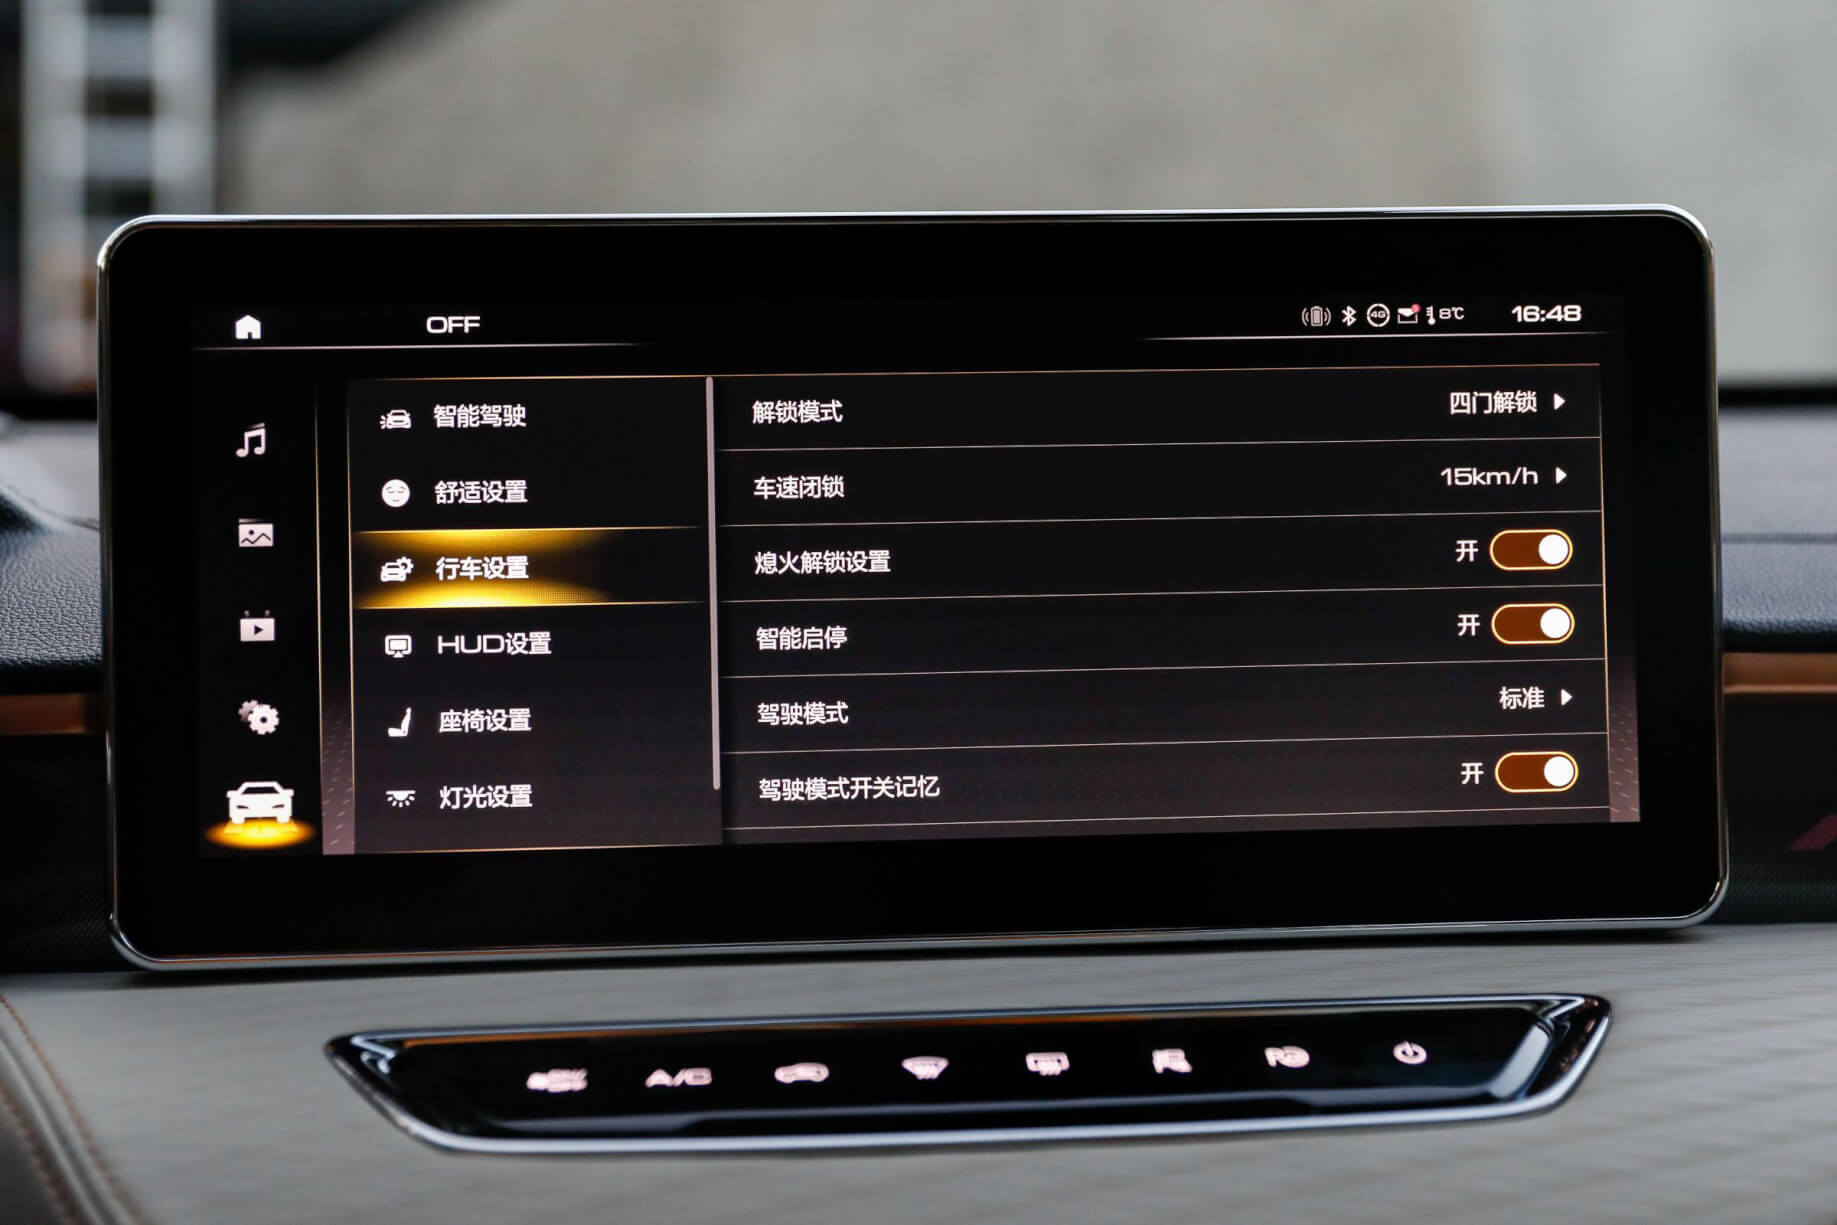 OFF
4G
8℃
16:48
智能驾驶
舒适设置
行车设置
HUD设置
座椅设置
灯光设置
解锁模式 四门解锁
车速闭锁 15km/h
熄火解锁设置 开
智能启停 开
驾驶模式 标准
驾驶模式开关记忆 开
A/C